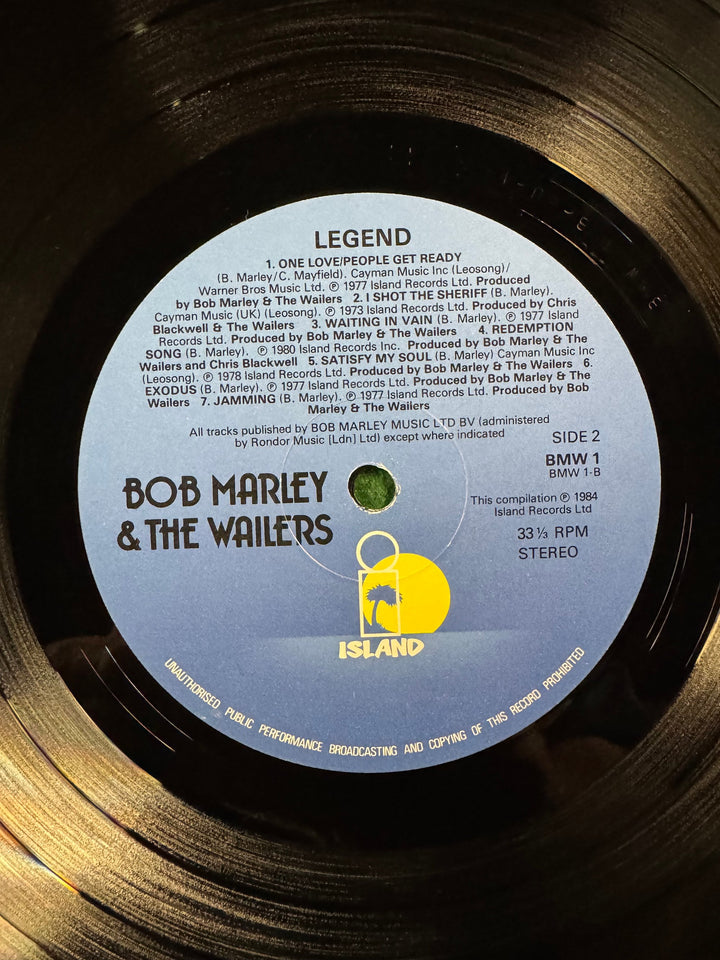 LEGEND
1. ONE LOVE/PEOPLE GET READY
(B. Marley/C. Mayfield). Cayman Music Inc (Leosong)/
Warner Bros Music Ltd. ℗ 1977 Island Records Ltd. Produced
by Bob Marley & The Wailers 2. I SHOT THE SHERIFF (B. Marley).
Cayman Music (UK) (Leosong). ℗ 1973 Island Records Ltd. Produced by Chris
Blackwell & The Wailers 3. WAITING IN VAIN (B. Marley). ℗ 1977 Island
Records Ltd. Produced by Bob Marley & The Wailers 4. REDEMPTION
SONG (B. Marley). ℗ 1980 Island Records Inc. Produced by Bob Marley & The
Wailers and Chris Blackwell 5. SATISFY MY SOUL (B. Marley) Cayman Music Inc
(Leosong). ℗ 1978 Island Records Ltd. Produced by Bob Marley & The Wailers 6.
EXODUS (B. Marley). ℗ 1977 Island Records Ltd. Produced by Bob Marley & The
Wailers 7. JAMMING (B. Marley). ℗ 1977 Island Records Ltd. Produced by Bob
Marley & The Wailers
All tracks published by BOB MARLEY MUSIC LTD BV (administered
by Rondor Music [Ldn] Ltd) except where indicated
SIDE 2
BMW 1
BMW 1-B
BOB MARLEY
& THE WAILERS
This compilation ℗ 1984
Island Records Ltd
33 1/3 RPM
STEREO
ISLAND
UNAUTHORISED PUBLIC PERFORMANCE BROADCASTING AND COPYING OF THIS RECORD PROHIBITED